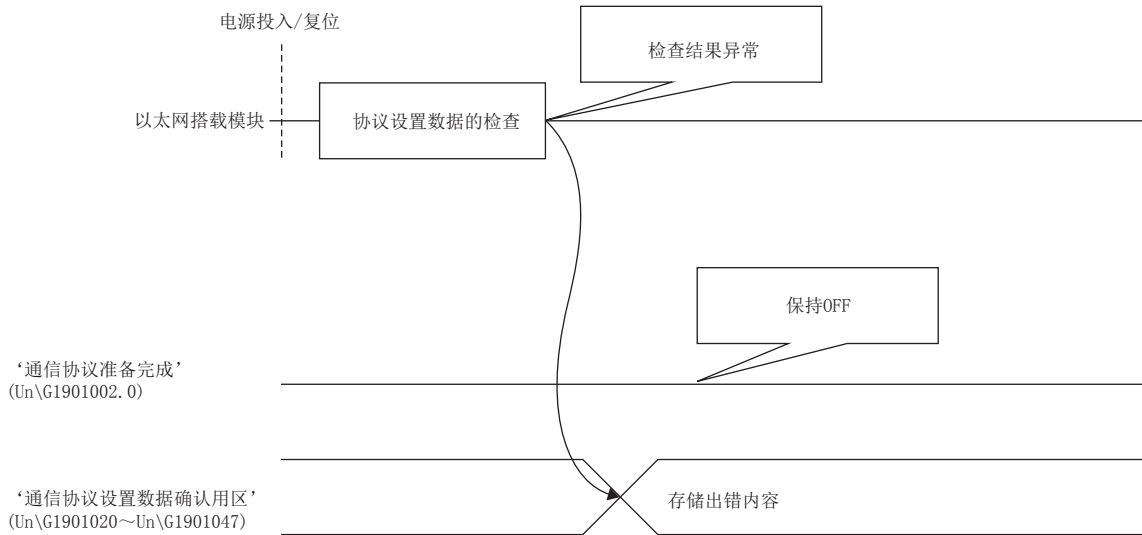 电源投入/复位
检查结果异常
以太网搭载模块
协议设置数据的检查
保持OFF
‘通信协议准备完成’
(Un\G1901002.0)
‘通信协议设置数据确认用区’
(Un\G1901020～Un\G1901047)
存储出错内容